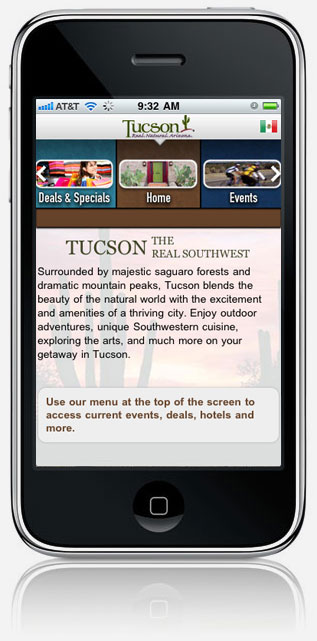 AT&T 9:32 AM
Tucson
Real. Natural. Arizona.
Deals & Specials Home Events
TUCSON THE
REAL SOUTHWEST
Surrounded by majestic saguaro forests and
dramatic mountain peaks, Tucson blends the
beauty of the natural world with the excitement
and amenities of a thriving city. Enjoy outdoor
adventures, unique Southwestern cuisine,
exploring the arts, and much more on your
getaway in Tucson.
Use our menu at the top of the screen to
access current events, deals, hotels and
more.